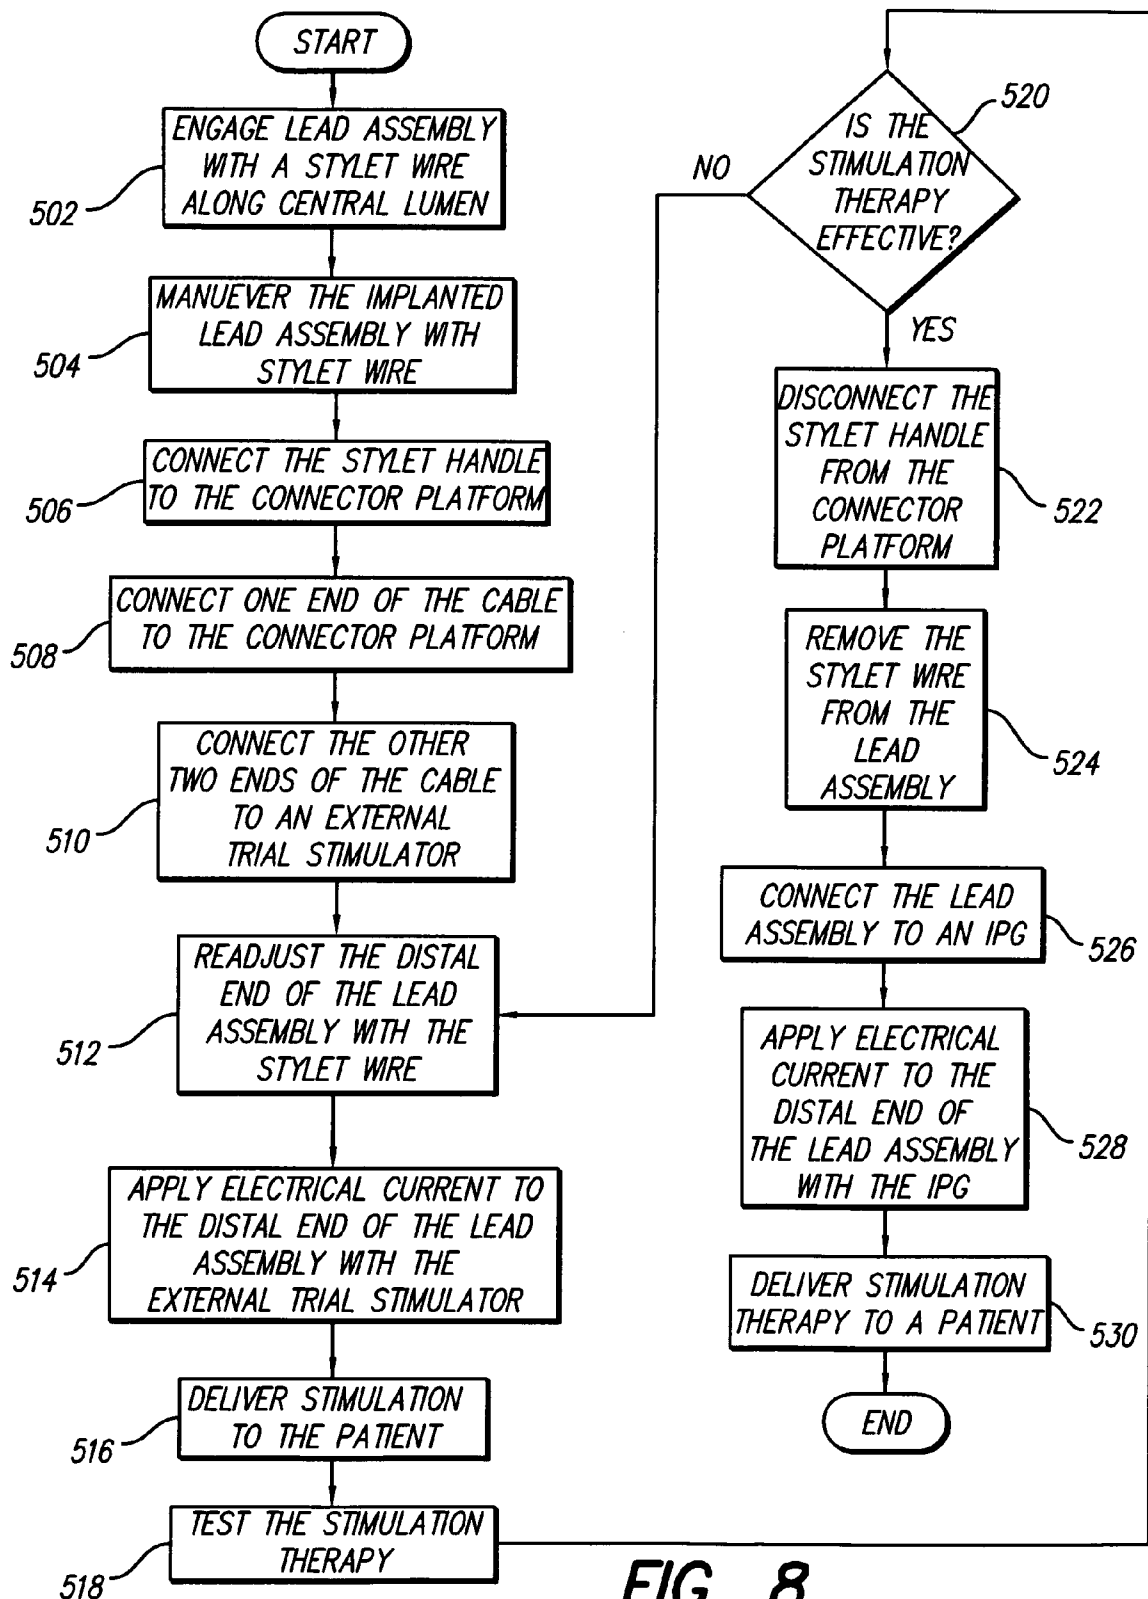 START
ENGAGE LEAD ASSEMBLY
WITH A STYLET WIRE
ALONG CENTRAL LUMEN
502
MANUEVER THE IMPLANTED
LEAD ASSEMBLY WITH
STYLET WIRE
504
CONNECT THE STYLET HANDLE
TO THE CONNECTOR PLATFORM
506
CONNECT ONE END OF THE CABLE
TO THE CONNECTOR PLATFORM
508
CONNECT THE OTHER
TWO ENDS OF THE CABLE
TO AN EXTERNAL
TRIAL STIMULATOR
510
READJUST THE DISTAL
END OF THE LEAD
ASSEMBLY WITH THE
STYLET WIRE
512
APPLY ELECTRICAL CURRENT TO
THE DISTAL END OF THE LEAD
ASSEMBLY WITH THE
EXTERNAL TRIAL STIMULATOR
514
DELIVER STIMULATION
TO THE PATIENT
516
TEST THE STIMULATION
THERAPY
518
IS THE
STIMULATION
THERAPY
EFFECTIVE?
520
NO
YES
DISCONNECT THE
STYLET HANDLE
FROM THE
CONNECTOR
PLATFORM
522
REMOVE THE
STYLET WIRE
FROM THE
LEAD
ASSEMBLY
524
CONNECT THE LEAD
ASSEMBLY TO AN IPG
526
APPLY ELECTRICAL
CURRENT TO THE
DISTAL END OF
THE LEAD ASSEMBLY
WITH THE IPG
528
DELIVER STIMULATION
THERAPY TO A PATIENT
530
END
FIG. 8